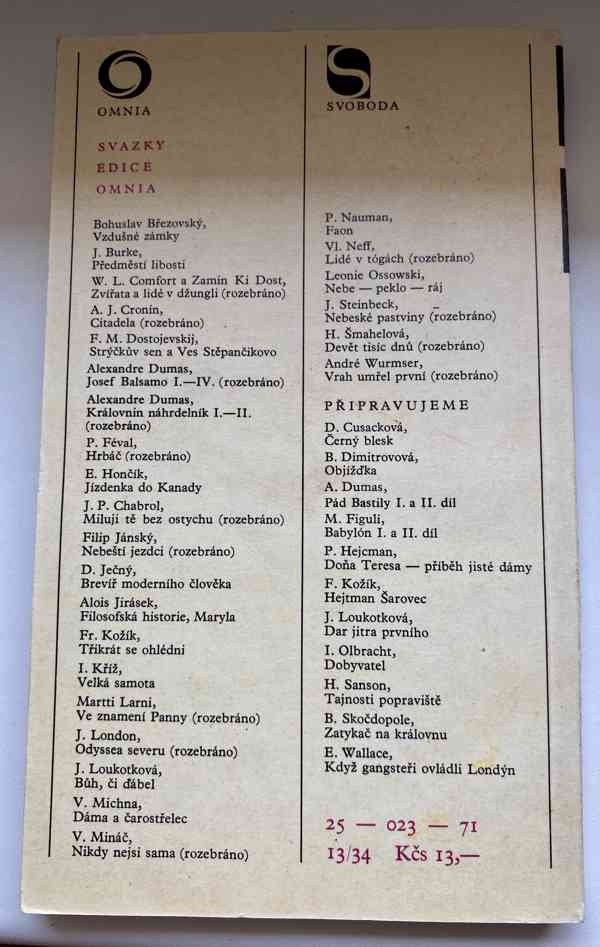 OMNIA
SVAZKY
EDICE
OMNIA
Bohuslav Březovský,
Vzdušné zámky
J. Burke,
Předměstí libosti
W. L. Comfort a Zamín Ki Dost,
Zvířata a lidé v džungli (rozebráno)
A. J. Cronin,
Citadela (rozebráno)
F. M. Dostojevskij,
Strýčkův sen a Ves Stěpančikovo
Alexandre Dumas,
Josef Balsamo I.—IV. (rozebráno)
Alexandre Dumas,
Královnin náhrdelník I.—II.
(rozebráno)
P. Féval,
Hrbáč (rozebráno)
E. Hončík,
Jízdenka do Kanady
J. P. Chabrol,
Miluji tě bez ostychu (rozebráno)
Filip Jánský,
Nebeští jezdci (rozebráno)
D. Ječný,
Brevíř moderního člověka
Alois Jirásek,
Filosofská historie, Maryla
Fr. Kožík,
Třikrát se ohlédni
I. Kříž,
Velká samota
Martti Larni,
Ve znamení Panny (rozebráno)
J. London,
Odyssea severu (rozebráno)
J. Loukotková,
Bůh, či ďábel
V. Michna,
Dáma a čarostřelec
V. Mináč,
Nikdy nejsi sama (rozebráno)
SVOBODA
P. Nauman,
Faon
Vl. Neff,
Lidé v tógách (rozebráno)
Leonie Ossowski,
Nebe — peklo — ráj
J. Steinbeck,
Nebeské pastviny (rozebráno)
H. Šmahelová,
Devět tisíc dnů (rozebráno)
André Wurmser,
Vrah umřel první (rozebráno)
PŘIPRAVUJEME
D. Cusacková,
Černý blesk
B. Dimitrovová,
Objížďka
A. Dumas,
Pád Bastily I. a II. díl
M. Figuli,
Babylón I. a II. díl
P. Hejcman,
Doña Teresa — příběh jisté dámy
F. Kožík,
Hejtman Šarovec
J. Loukotková,
Dar jitra prvního
I. Olbracht,
Dobyvatel
H. Sanson,
Tajnosti popraviště
B. Skočdopole,
Zatykač na královnu
E. Wallace,
Když gangsteři ovládli Londýn
25 — 023 — 71
13/34 Kčs 13,—